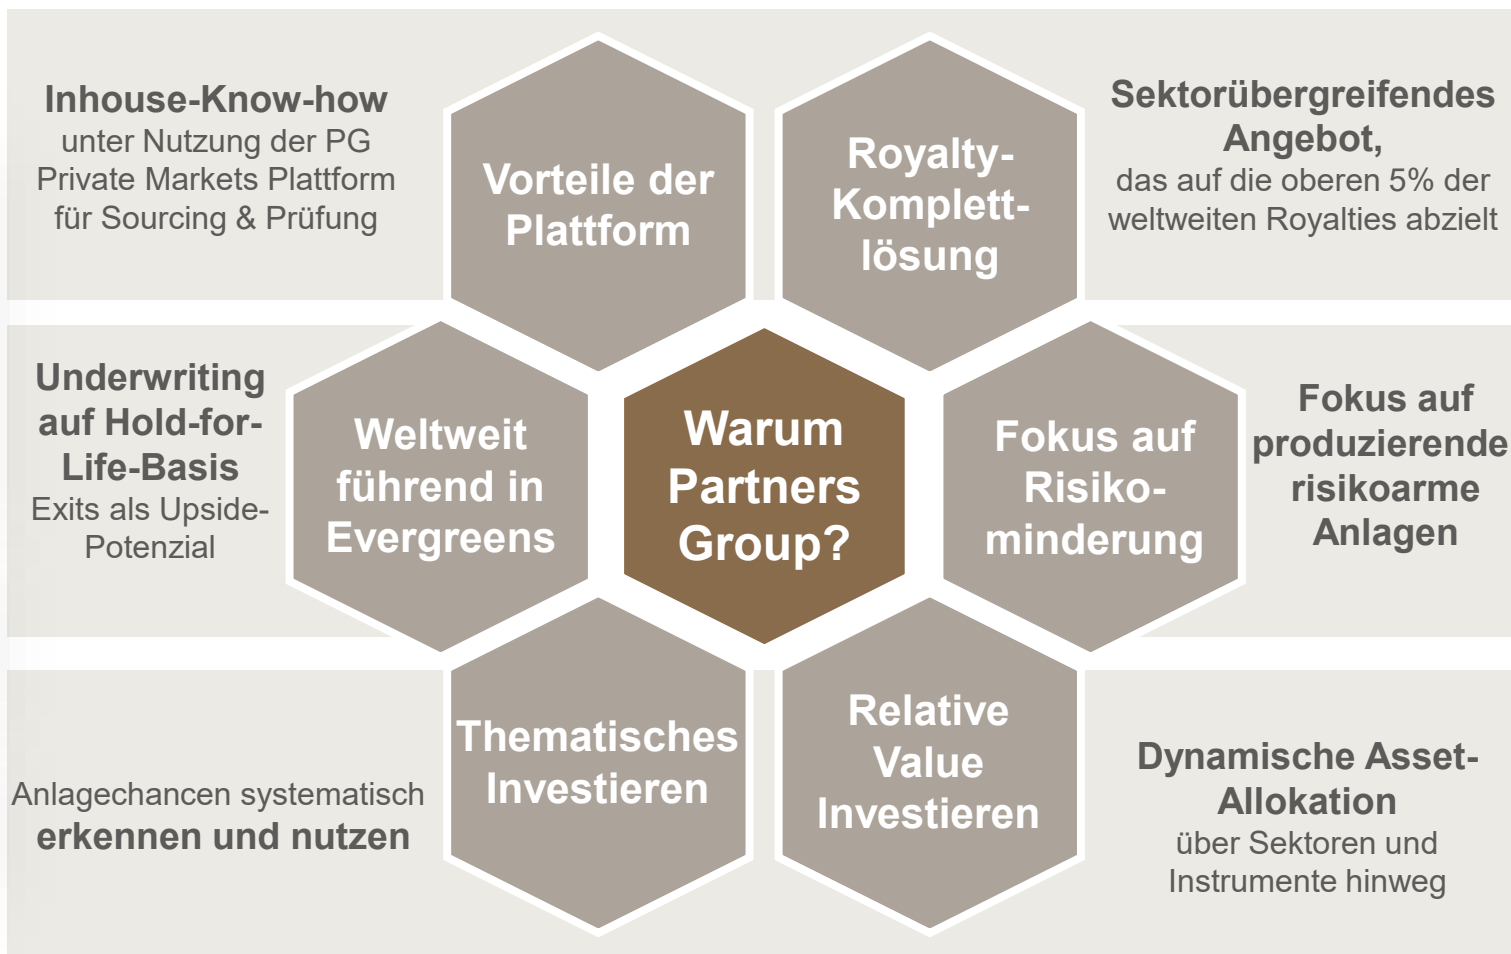 Inhouse-Know-how
unter Nutzung der PG
Private Markets Plattform
für Sourcing & Prüfung
Vorteile der
Plattform
Royalty-
Komplett-
lösung
Sektorübergreifendes
Angebot,
das auf die oberen 5% der
weltweiten Royalties abzielt
Underwriting
auf Hold-for-
Life-Basis
Exits als Upside-
Potenzial
Weltweit
führend in
Evergreens
Warum
Partners
Group?
Fokus auf
Risiko-
minderung
Fokus auf
produzierende
risikoarme
Anlagen
Anlagechancen systematisch
erkennen und nutzen
Thematisches
Investieren
Relative
Value
Investieren
Dynamische Asset-
Allokation
über Sektoren und
Instrumente hinweg